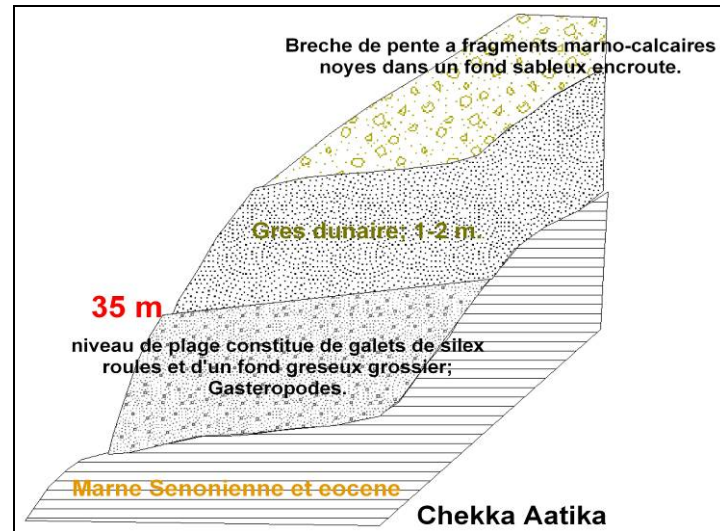 Breche de pente a fragments marno-calcaires
noyes dans un fond sableux encroute.
Gres dunaire; 1-2 m.
35 m
niveau de plage constitue de galets de silex
roules et d'un fond greseux grossier;
Gasteropodes.
Marne Senonienne et eocene
Chekka Aatika